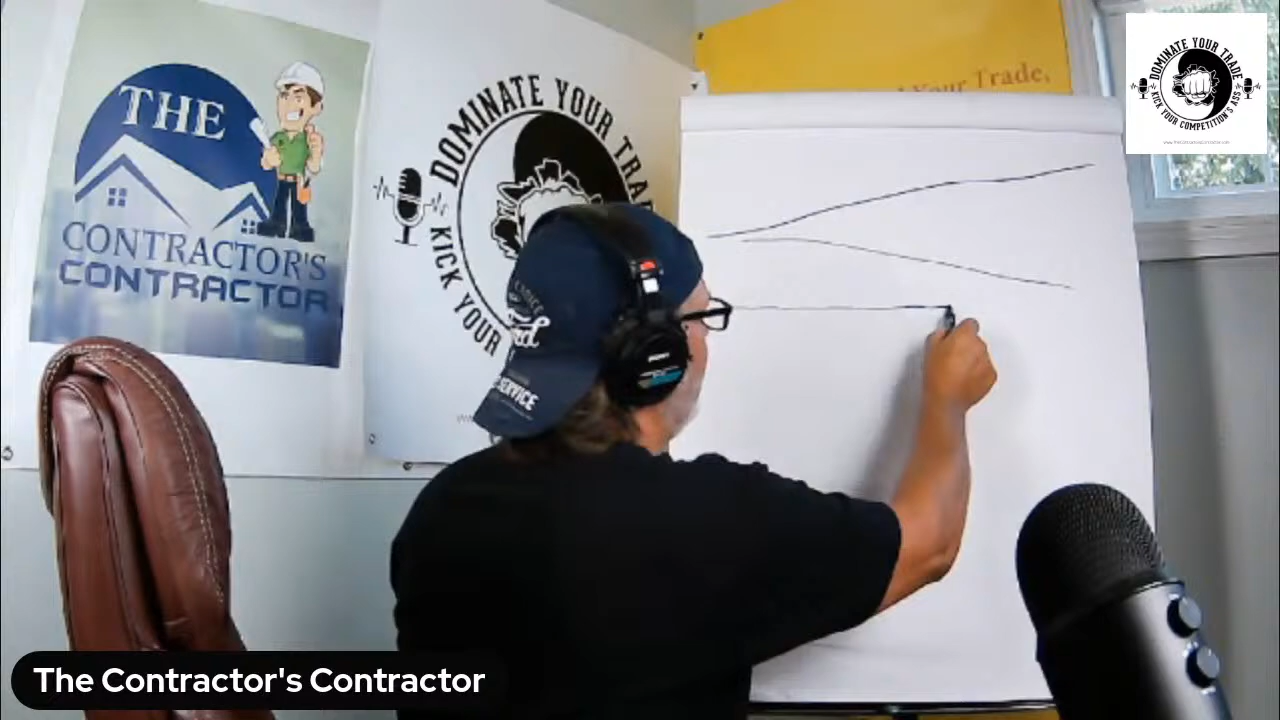 THE
CONTRACTOR'S
CONTRACTOR
DOMINATE YOUR TRA
KICK YOUR
d Your Trade,
DOMINATE YOUR TRADE
KICK YOUR COMPETITION'S ASS
SERVICE
The Contractor's Contractor